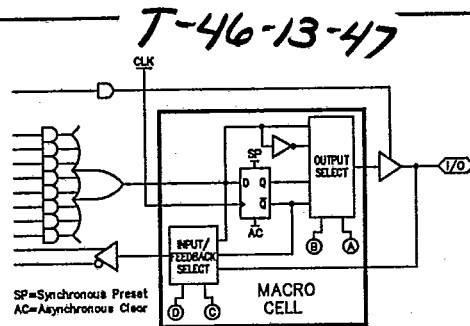 T-46-13-47
CLK
SP
D Q
Q
AC
OUTPUT
SELECT
I/O
B A
INPUT/
FEEDBACK
SELECT
D C
MACRO
CELL
SP=Synchronous Preset
AC=Asynchronous Clear